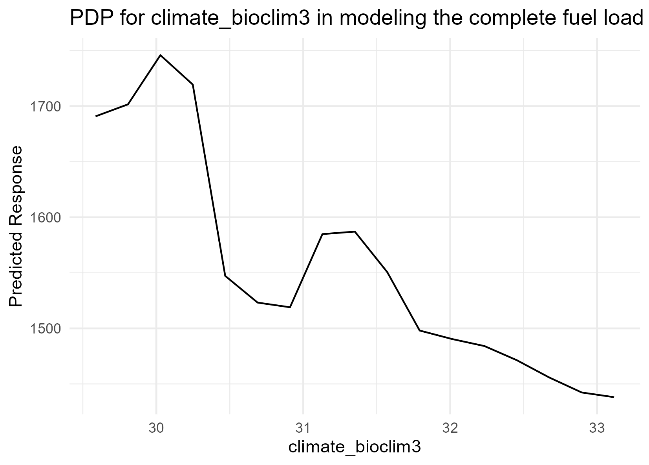 PDP for climate_bioclim3 in modeling the complete fuel load
Predicted Response
1700
1600
1500
30
31
32
33
climate_bioclim3